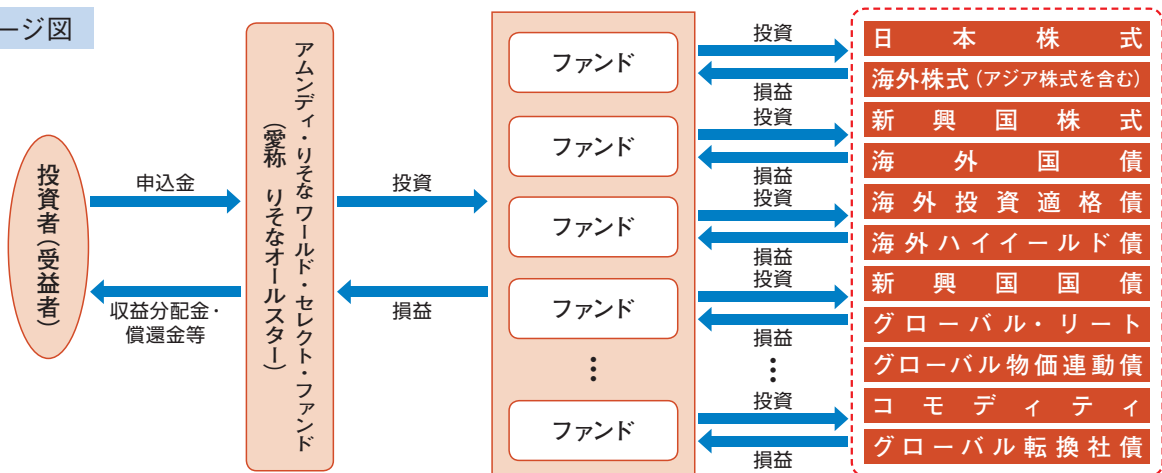 ージ図
投資者(受益者)
申込金
収益分配金・
償還金等
アムンディ・りそな ワールド・セレクト・ファンド
(愛称 りそなオールスター)
投資
損益
ファンド
ファンド
ファンド
ファンド
⋮
ファンド
投資
損益
投資
損益
投資
損益
投資
損益
⋮
投資
損益
日本株式
海外株式(アジア株式を含む)
新興国株式
海外国債
海外投資適格債
海外ハイイールド債
新興国国債
グローバル・リート
グローバル物価連動債
コモディティ
グローバル転換社債